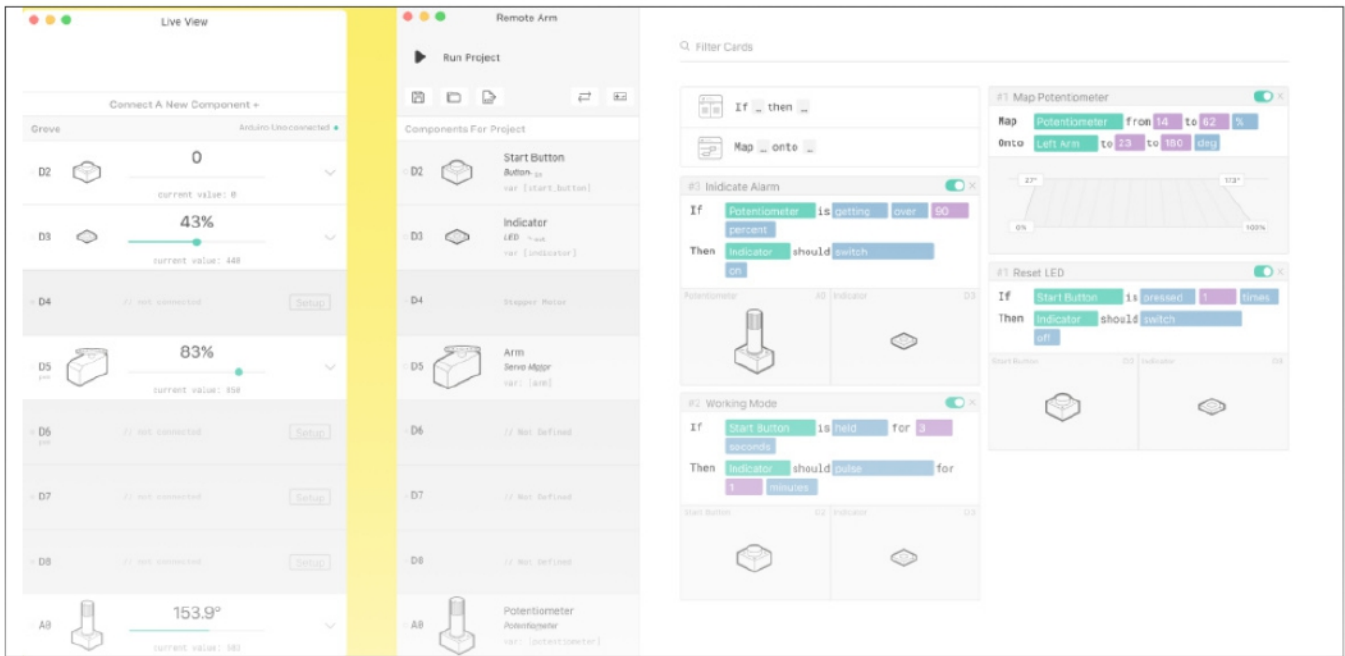 Live View
Connect A New Component +
Grove
Arduino Uno connected
D2
0
current value: 0
D3
43%
current value: 440
D4
// not connected
Setup
D5
83%
current value: 850
D6
// not connected
Setup
D7
// not connected
Setup
D8
// not connected
Setup
A0
153.9°
current value:
Remote Arm
Run Project
Components For Project
D2
Start Button
Button
var [start_button]
D3
Indicator
LED
var [indicator]
D4
Stepper Motor
D5
Arm
Servo Motor
var: [arm]
D6
// Not Defined
D7
// Not Defined
D8
// Not Defined
A0
Potentiometer
Potentiometer
var: [potentiometer]
Filter Cards
If _ then _
Map _ onto _
#3 Inidicate Alarm
If Potentiometer is getting over 90
percent
Then Indicator should switch
on
Potentiometer A0 Indicator D3
#2 Working Mode
If Start Button is held for 3
seconds
Then Indicator should pulse for
1 minutes
Start Button D2 Indicator D3
#1 Map Potentiometer
Map Potentiometer from 14 to 62 %
Onto Left Arm to 23 to 180 deg
27° 173°
0% 100%
#1 Reset LED
If Start Button is pressed 1 times
Then Indicator should switch
off
Start Button Indicator